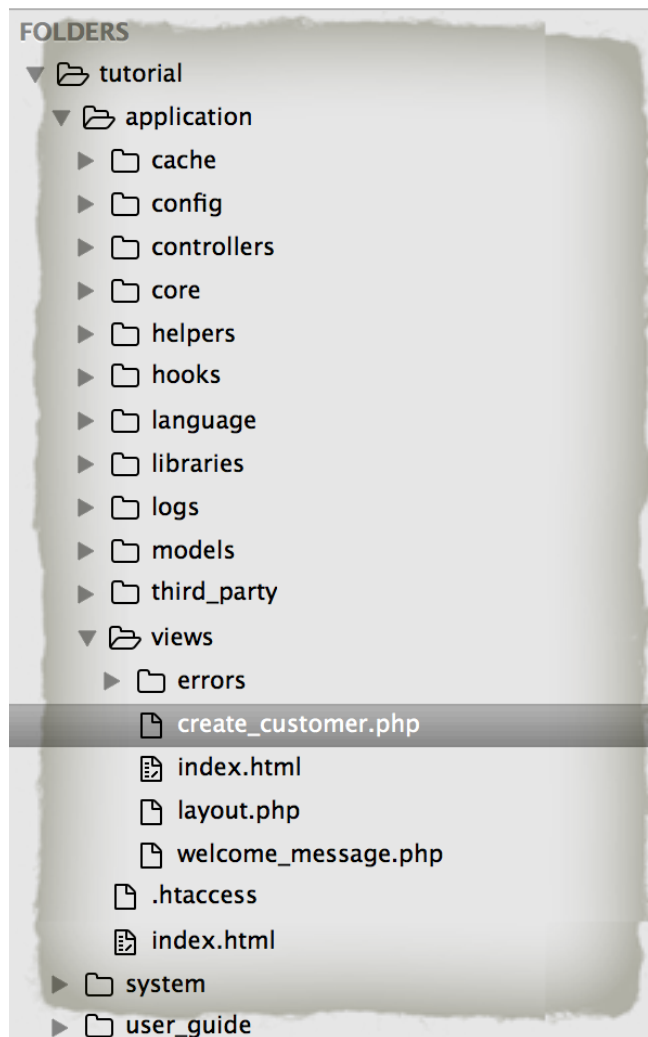 FOLDERS
tutorial
application
cache
config
controllers
core
helpers
hooks
language
libraries
logs
models
third_party
views
errors
create_customer.php
index.html
layout.php
welcome_message.php
.htaccess
index.html
system
user_guide